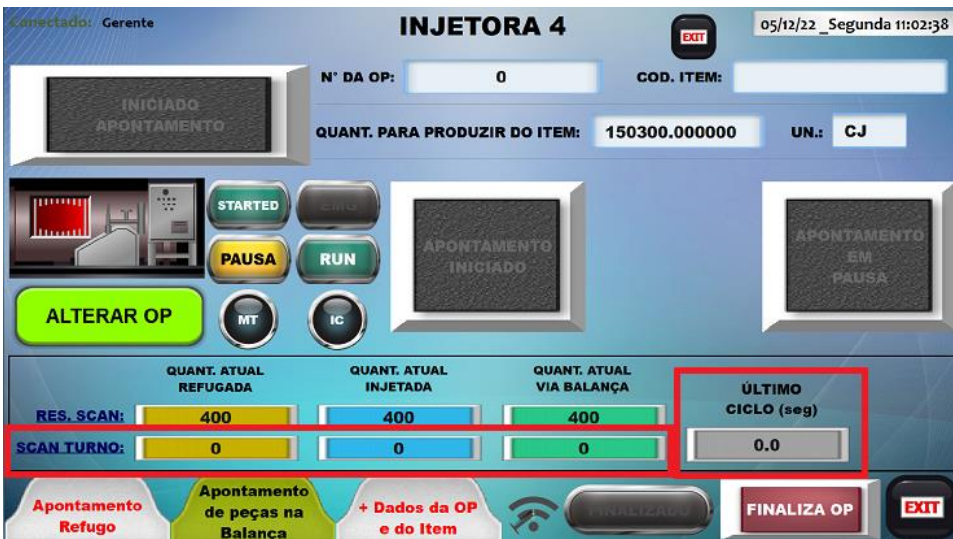 Conectado: Gerente
INJETORA 4
EXIT
05/12/22 _Segunda 11:02:38
N° DA OP: 0
COD. ITEM:
INICIADO
APONTAMENTO
QUANT. PARA PRODUZIR DO ITEM: 150300.000000
UN.: CJ
STARTED
EMG
PAUSA
RUN
APONTAMENTO
INICIADO
APONTAMENTO
EM
PAUSA
ALTERAR OP
MT
IC
QUANT. ATUAL
REFUGADA
QUANT. ATUAL
INJETADA
QUANT. ATUAL
VIA BALANÇA
ÚLTIMO
CICLO (seg)
RES. SCAN: 400 400 400
SCAN TURNO: 0 0 0
0.0
Apontamento
Refugo
Apontamento
de peças na
Balança
+ Dados da OP
e do Item
FINALIZADO
FINALIZA OP
EXIT